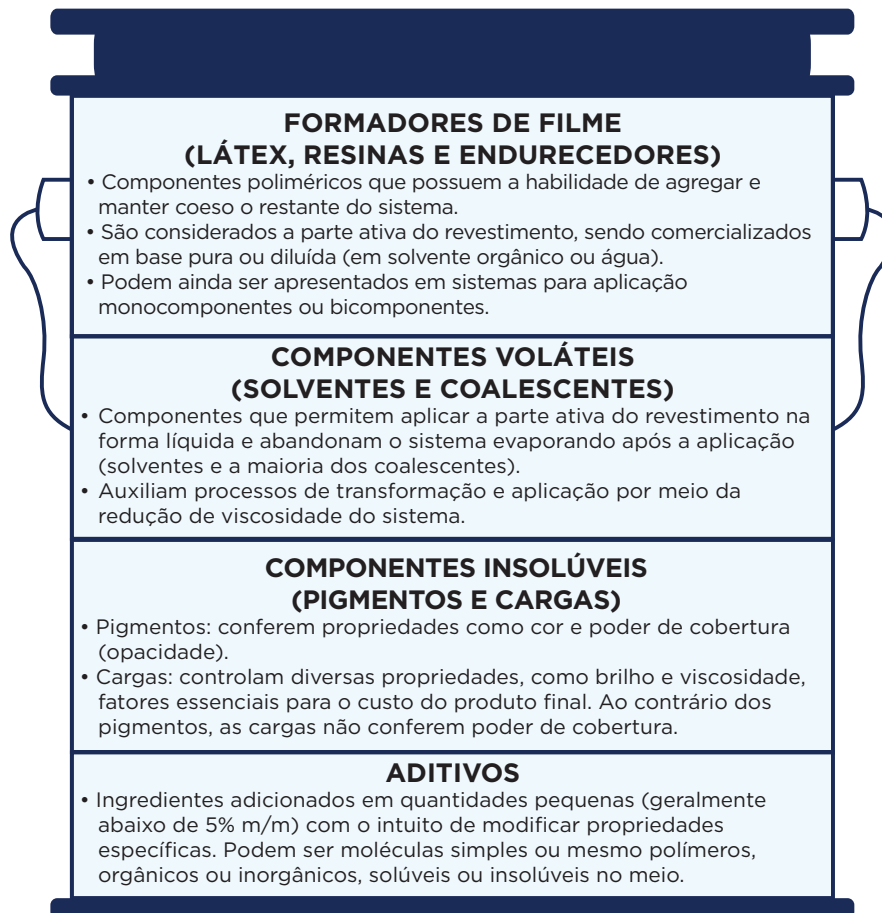 FORMADORES DE FILME
(LÁTEX, RESINAS E ENDURECEDORES)
• Componentes poliméricos que possuem a habilidade de agregar e
manter coeso o restante do sistema.
• São considerados a parte ativa do revestimento, sendo comercializados
em base pura ou diluída (em solvente orgânico ou água).
• Podem ainda ser apresentados em sistemas para aplicação
monocomponentes ou bicomponentes.
COMPONENTES VOLÁTEIS
(SOLVENTES E COALESCENTES)
• Componentes que permitem aplicar a parte ativa do revestimento na
forma líquida e abandonam o sistema evaporando após a aplicação
(solventes e a maioria dos coalescentes).
• Auxiliam processos de transformação e aplicação por meio da
redução de viscosidade do sistema.
COMPONENTES INSOLÚVEIS
(PIGMENTOS E CARGAS)
• Pigmentos: conferem propriedades como cor e poder de cobertura
(opacidade).
• Cargas: controlam diversas propriedades, como brilho e viscosidade,
fatores essenciais para o custo do produto final. Ao contrário dos
pigmentos, as cargas não conferem poder de cobertura.
ADITIVOS
• Ingredientes adicionados em quantidades pequenas (geralmente
abaixo de 5% m/m) com o intuito de modificar propriedades
específicas. Podem ser moléculas simples ou mesmo polímeros,
orgânicos ou inorgânicos, solúveis ou insolúveis no meio.